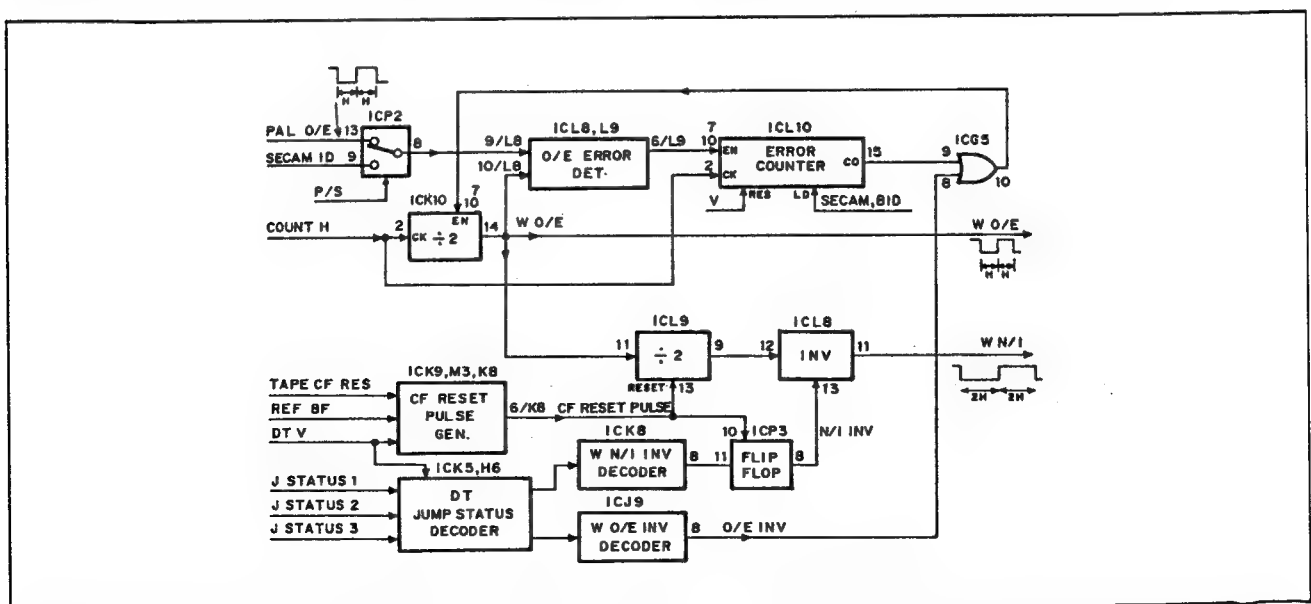 H H
ICP2
PAL O/E 13
8
SECAM ID 9
P/S
9/L8
10/L8
ICL8, L9
O/E ERROR
DET.
6/L9
7
10
2
ICL10
EN
CK
ERROR
COUNTER
CO
15
V
RES
LD
SECAM, BID
ICG5
9
8
10
COUNT H
2
ICK10
7
10
EN
CK ÷ 2
14
W O/E
W O/E
H H
11
ICL9
÷ 2
9
RESET
13
12
ICL8
INV
11
13
W N/I
2H 2H
TAPE CF RES
REF 8F
DT V
ICK9, M3, K8
CF RESET
PULSE
GEN.
6/K8
CF RESET PULSE
ICK8
W N/I INV
DECODER
8
11
10
ICP3
FLIP
FLOP
8
N/I INV
J STATUS 1
J STATUS 2
J STATUS 3
ICK5, H6
DT
JUMP STATUS
DECODER
ICJ9
W O/E INV
DECODER
8
O/E INV